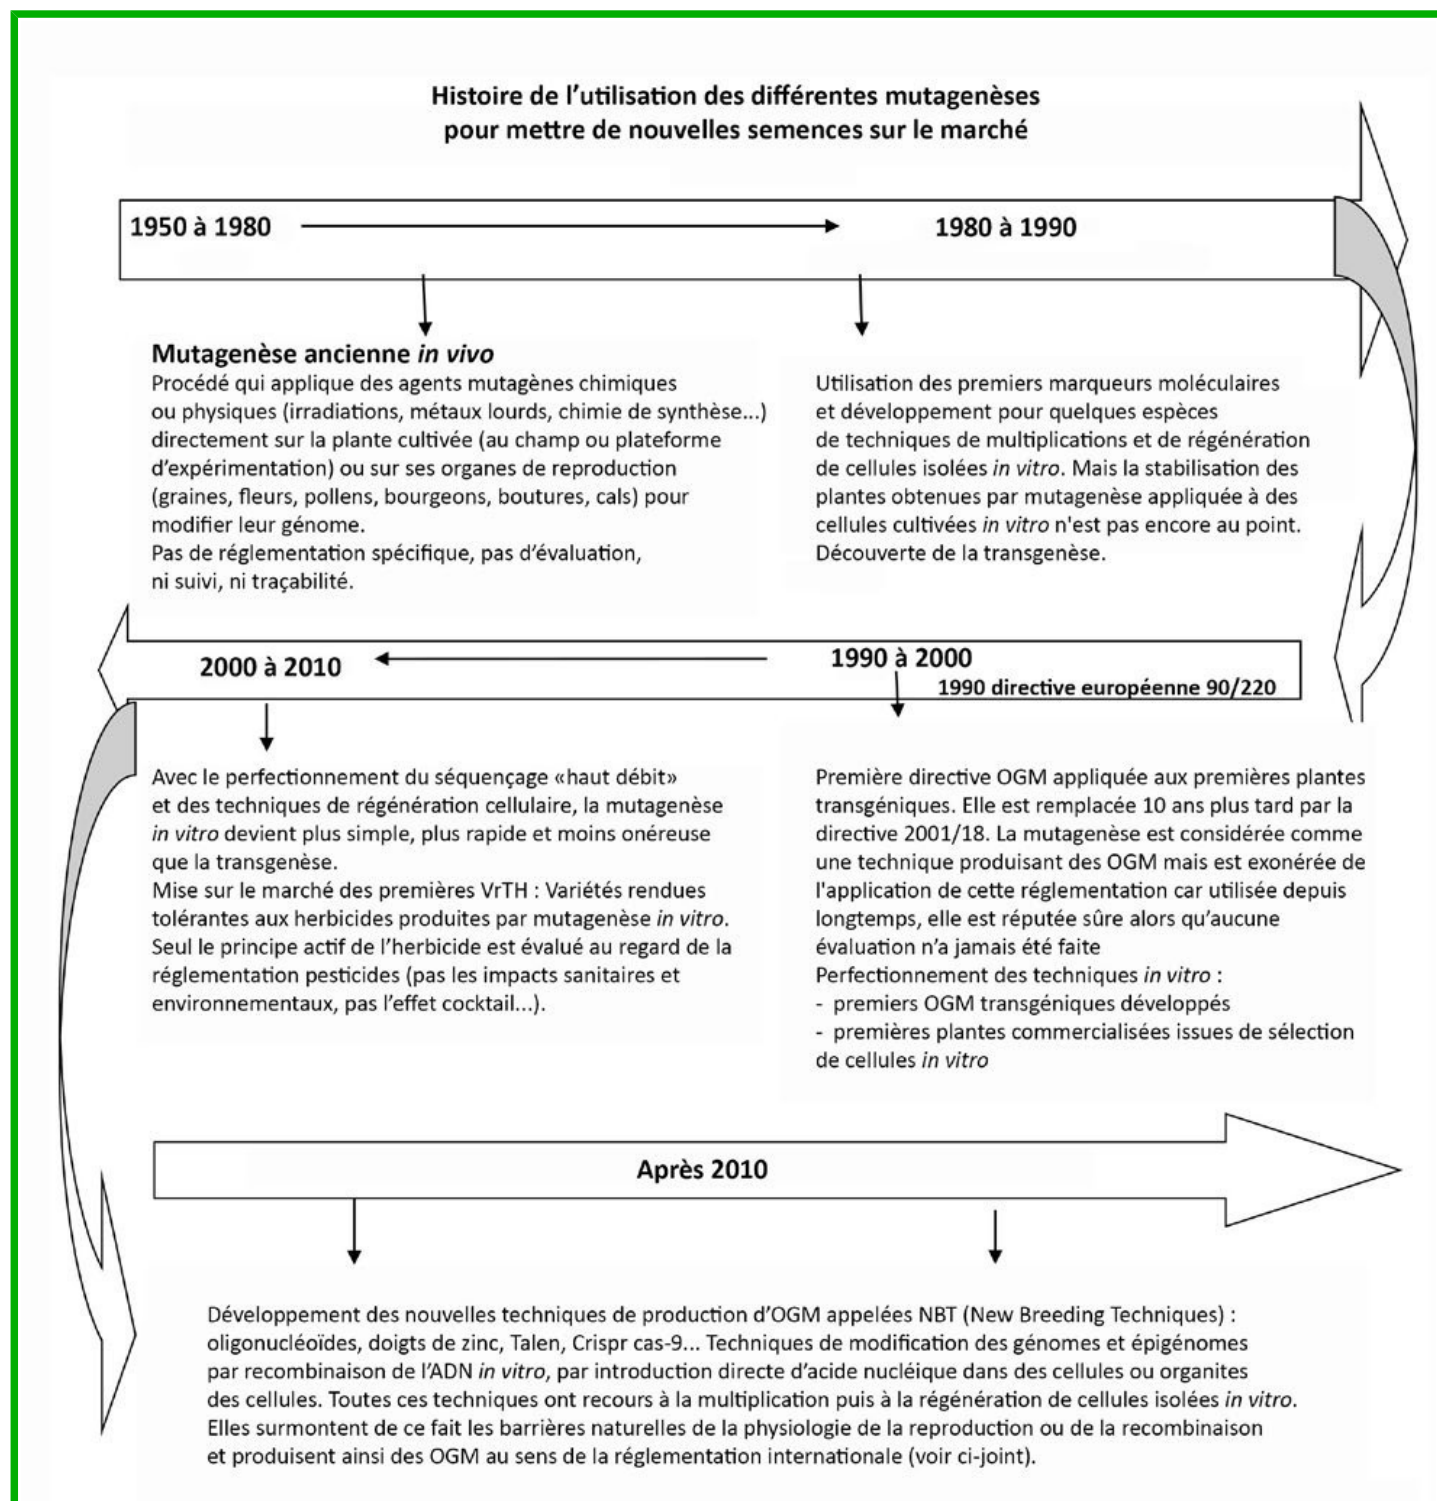 Histoire de l'utilisation des différentes mutagenèses
pour mettre de nouvelles semences sur le marché
1950 à 1980
1980 à 1990
Mutagenèse ancienne in vivo
Procédé qui applique des agents mutagènes chimiques
ou physiques (irradiations, métaux lourds, chimie de synthèse...)
directement sur la plante cultivée (au champ ou plateforme
d'expérimentation) ou sur ses organes de reproduction
(graines, fleurs, pollens, bourgeons, boutures, cals) pour
modifier leur génome.
Pas de réglementation spécifique, pas d'évaluation,
ni suivi, ni traçabilité.
Utilisation des premiers marqueurs moléculaires
et développement pour quelques espèces
de techniques de multiplications et de régénération
de cellules isolées in vitro. Mais la stabilisation des
plantes obtenues par mutagenèse appliquée à des
cellules cultivées in vitro n'est pas encore au point.
Découverte de la transgenèse.
1990 à 2000
1990 directive européenne 90/220
2000 à 2010
Première directive OGM appliquée aux premières plantes
transgéniques. Elle est remplacée 10 ans plus tard par la
directive 2001/18. La mutagenèse est considérée comme
une technique produisant des OGM mais est exonérée de
l'application de cette réglementation car utilisée depuis
longtemps, elle est réputée sûre alors qu'aucune
évaluation n'a jamais été faite
Perfectionnement des techniques in vitro :
- premiers OGM transgéniques développés
- premières plantes commercialisées issues de sélection
de cellules in vitro
Avec le perfectionnement du séquençage «haut débit»
et des techniques de régénération cellulaire, la mutagenèse
in vitro devient plus simple, plus rapide et moins onéreuse
que la transgenèse.
Mise sur le marché des premières VrTH : Variétés rendues
tolérantes aux herbicides produites par mutagenèse in vitro.
Seul le principe actif de l'herbicide est évalué au regard de la
réglementation pesticides (pas les impacts sanitaires et
environnementaux, pas l'effet cocktail...).
Après 2010
Développement des nouvelles techniques de production d'OGM appelées NBT (New Breeding Techniques) :
oligonucléoïdes, doigts de zinc, Talen, Crispr cas-9... Techniques de modification des génomes et épigénomes
par recombinaison de l'ADN in vitro, par introduction directe d'acide nucléique dans des cellules ou organites
des cellules. Toutes ces techniques ont recours à la multiplication puis à la régénération de cellules isolées in vitro.
Elles surmontent de ce fait les barrières naturelles de la physiologie de la reproduction ou de la recombinaison
et produisent ainsi des OGM au sens de la réglementation internationale (voir ci-joint).